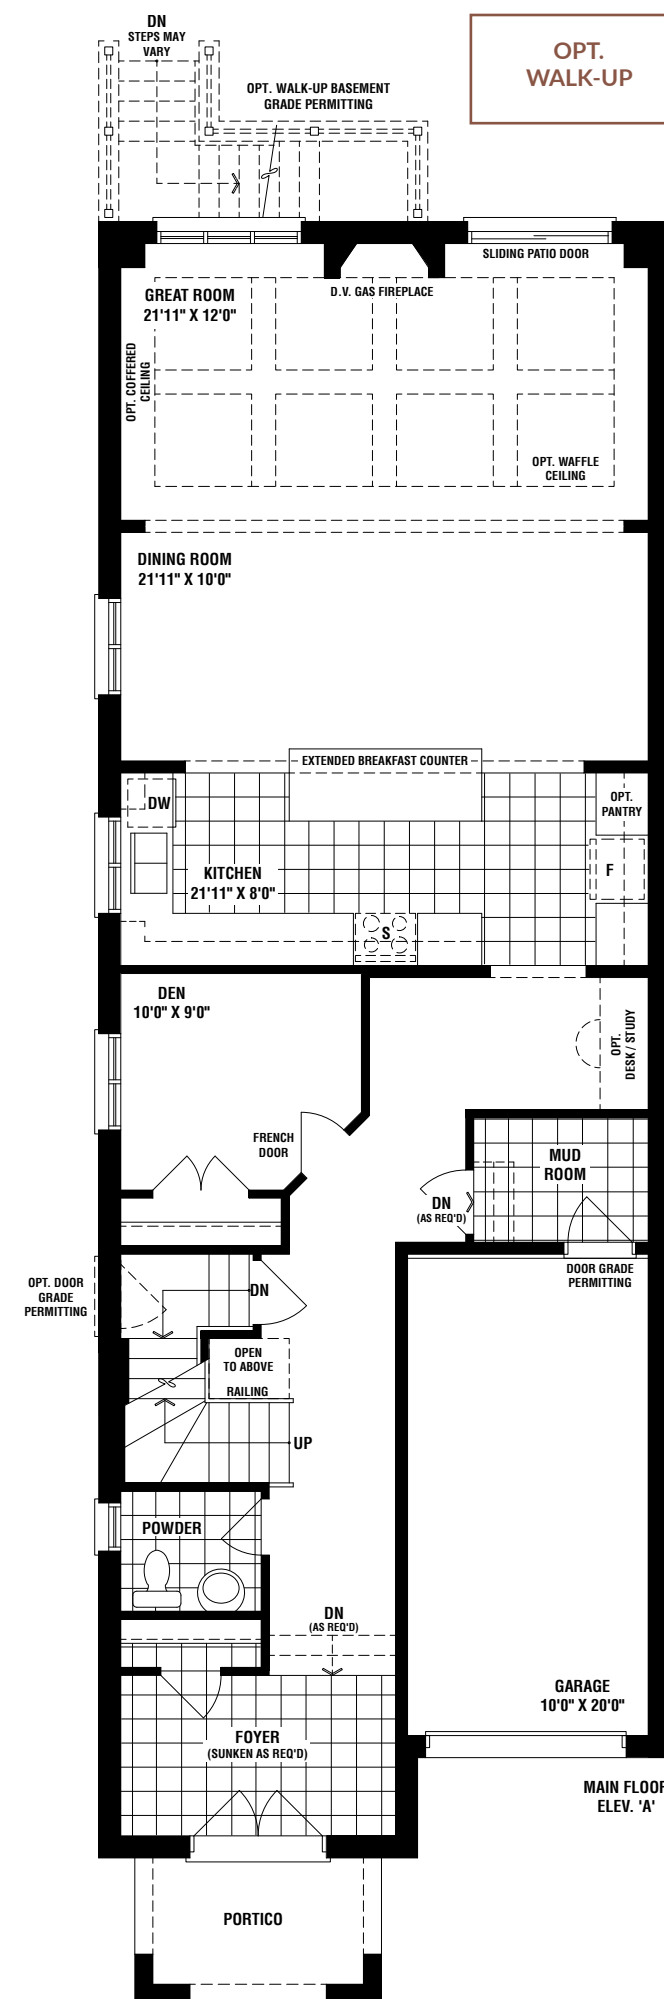 DN
STEPS MAY
VARY
OPT.
WALK-UP
OPT. WALK-UP BASEMENT
GRADE PERMITTING
SLIDING PATIO DOOR
GREAT ROOM
21'11" X 12'0"
D.V. GAS FIREPLACE
OPT. COFFERED
CEILING
OPT. WAFFLE
CEILING
DINING ROOM
21'11" X 10'0"
EXTENDED BREAKFAST COUNTER
DW
OPT.
PANTRY
KITCHEN
21'11" X 8'0"
F
S
DEN
10'0" X 9'0"
OPT.
DESK / STUDY
FRENCH
DOOR
MUD
ROOM
DN
(AS REQ'D)
DOOR GRADE
PERMITTING
OPT. DOOR
GRADE
PERMITTING
DN
OPEN
TO ABOVE
RAILING
UP
POWDER
DN
(AS REQ'D)
GARAGE
10'0" X 20'0"
FOYER
(SUNKEN AS REQ'D)
MAIN FLOOR
ELEV. 'A'
PORTICO